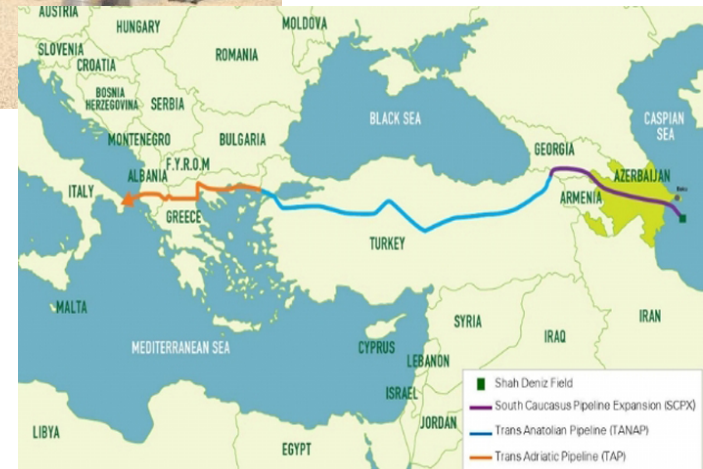 AUSTRIA
MOLDOVA
HUNGARY
SLOVENIA
ROMANIA
CROATIA
BOSNIA
HERZEGOVINA
SERBIA
BLACK SEA
CASPIAN
SEA
MONTENEGRO
BULGARIA
GEORGIA
F.Y.R.O.M
ALBANIA
AZERBAIJAN
ITALY
ARMENIA
Baku
GREECE
TURKEY
MALTA
IRAN
SYRIA
IRAQ
MEDITERRANEAN SEA
CYPRUS
LEBANON
ISRAEL
JORDAN
LIBYA
EGYPT
Shah Deniz Field
South Caucasus Pipeline Expansion (SCPX)
Trans Anatolian Pipeline (TANAP)
Trans Adriatic Pipeline (TAP)